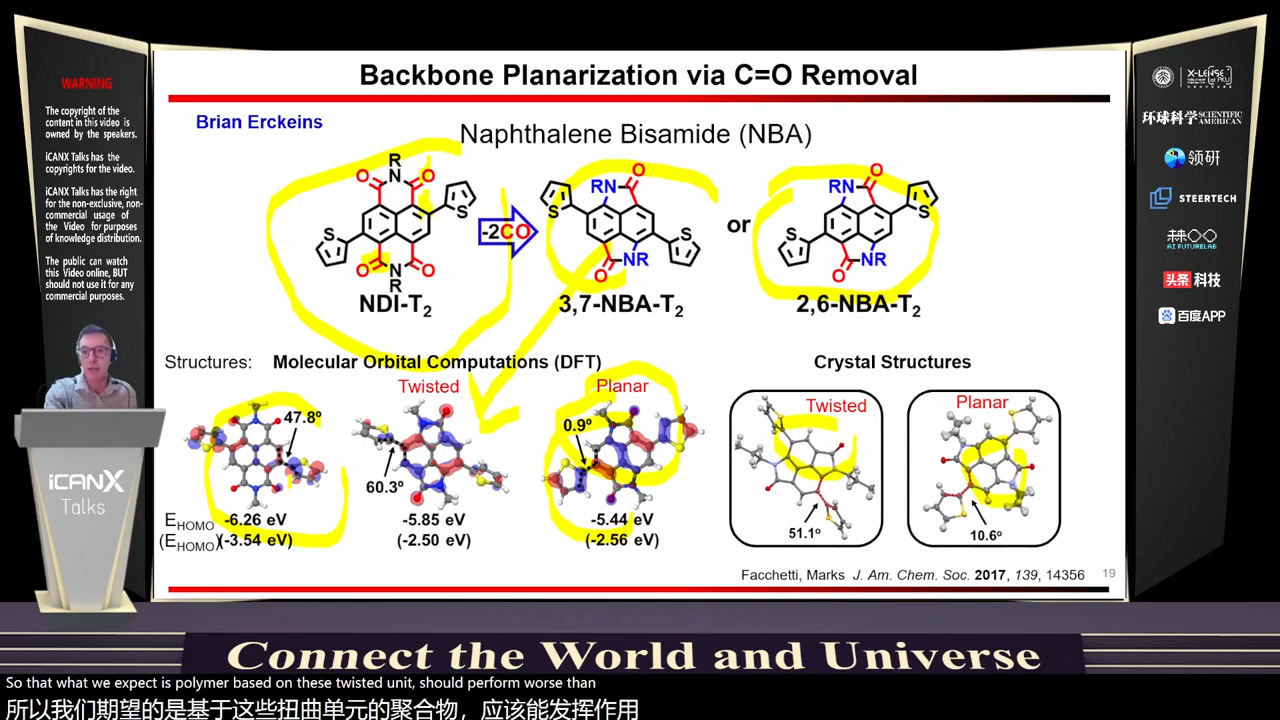 WARNING
The copyright of the
content in this video is
owned by the speakers.
iCANX Talks has the
copyrights for the video.
iCANX Talks has the right
for the non-exclusive, non-
commercial usage of
the Video for purposes
of knowledge distribution.
The public can watch
this Video online, BUT
should not use it for any
commercial purposes.
iCANX
Talks
Backbone Planarization via C=O Removal
Brian Erckeins
Naphthalene Bisamide (NBA)
R
O N O
S
S
O N O
R
NDI-T2
-2CO
RN O
S
S
O NR
3,7-NBA-T2
or
RN O
S
S
O NR
2,6-NBA-T2
Structures: Molecular Orbital Computations (DFT)
Twisted
Planar
47.8º
60.3º
0.9º
EHOMO -6.26 eV -5.85 eV -5.44 eV
(EHOMO)(-3.54 eV) (-2.50 eV) (-2.56 eV)
Crystal Structures
Twisted
51.1º
Planar
10.6º
Facchetti, Marks J. Am. Chem. Soc. 2017, 139, 14356
19
X-LENSE
环球科学 SCIENTIFIC AMERICAN
领研
STEERTECH
AI FUTURELAB
头条 科技
百度APP
Connect the World and Universe
So that what we expect is polymer based on these twisted unit, should perform worse than
所以我们期望的是基于这些扭曲单元的聚合物，应该能发挥作用